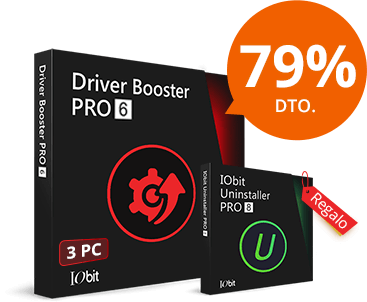 79%
DTO.
Driver Booster
PRO 6
Driver Booster PRO 6
3 PC
IObit
IObit
Uninstaller
PRO 8
Regalo
IObit Uninstaller PRO 8
U
IObit